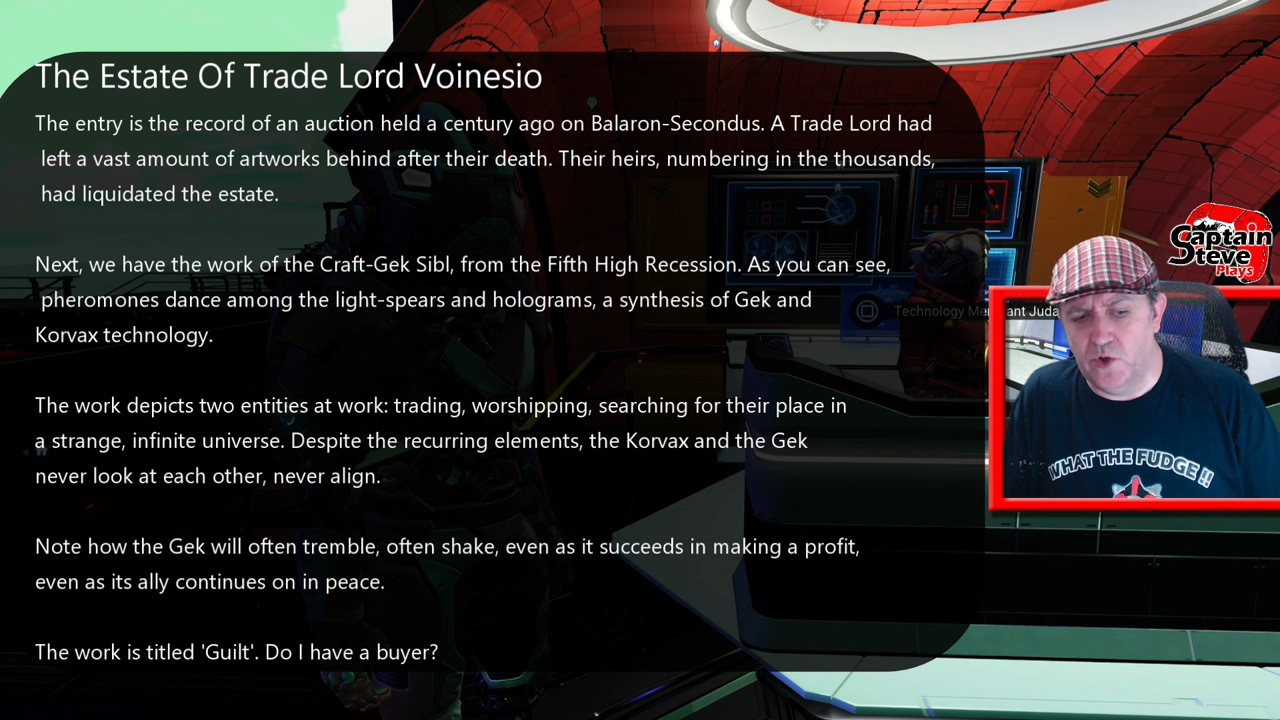 The Estate Of Trade Lord Voinesio
The entry is the record of an auction held a century ago on Balaron-Secondus. A Trade Lord had
left a vast amount of artworks behind after their death. Their heirs, numbering in the thousands,
had liquidated the estate.
Next, we have the work of the Craft-Gek Sibl, from the Fifth High Recession. As you can see,
pheromones dance among the light-spears and holograms, a synthesis of Gek and
Korvax technology.
The work depicts two entities at work: trading, worshipping, searching for their place in
a strange, infinite universe. Despite the recurring elements, the Korvax and the Gek
never look at each other, never align.
Note how the Gek will often tremble, often shake, even as it succeeds in making a profit,
even as its ally continues on in peace.
The work is titled 'Guilt'. Do I have a buyer?
Technology Merchant Juda
Captain
Steve
Plays
WHAT THE FUDGE !!